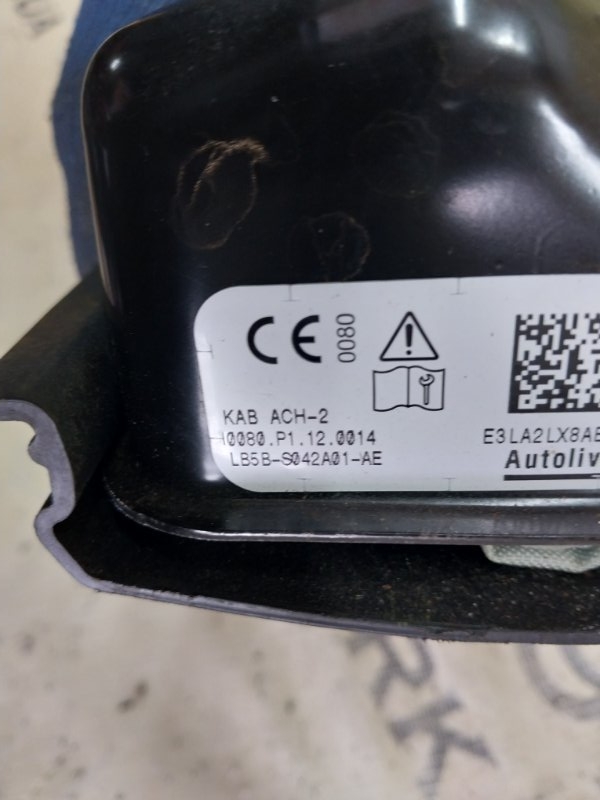 CE 0080
KAB ACH-2
0080.P1.12.0014
LB5B-S042A01-AE
E3LA2LX8AE
Autoliv